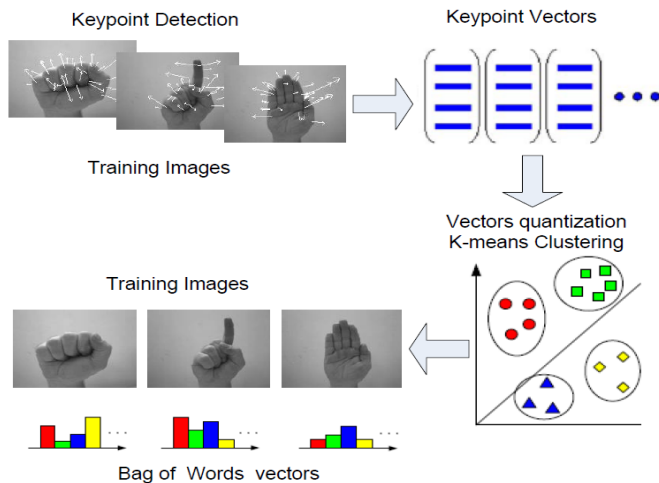 Keypoint Detection
Keypoint Vectors
Training Images
Vectors quantization
K-means Clustering
Training Images
Bag of Words vectors